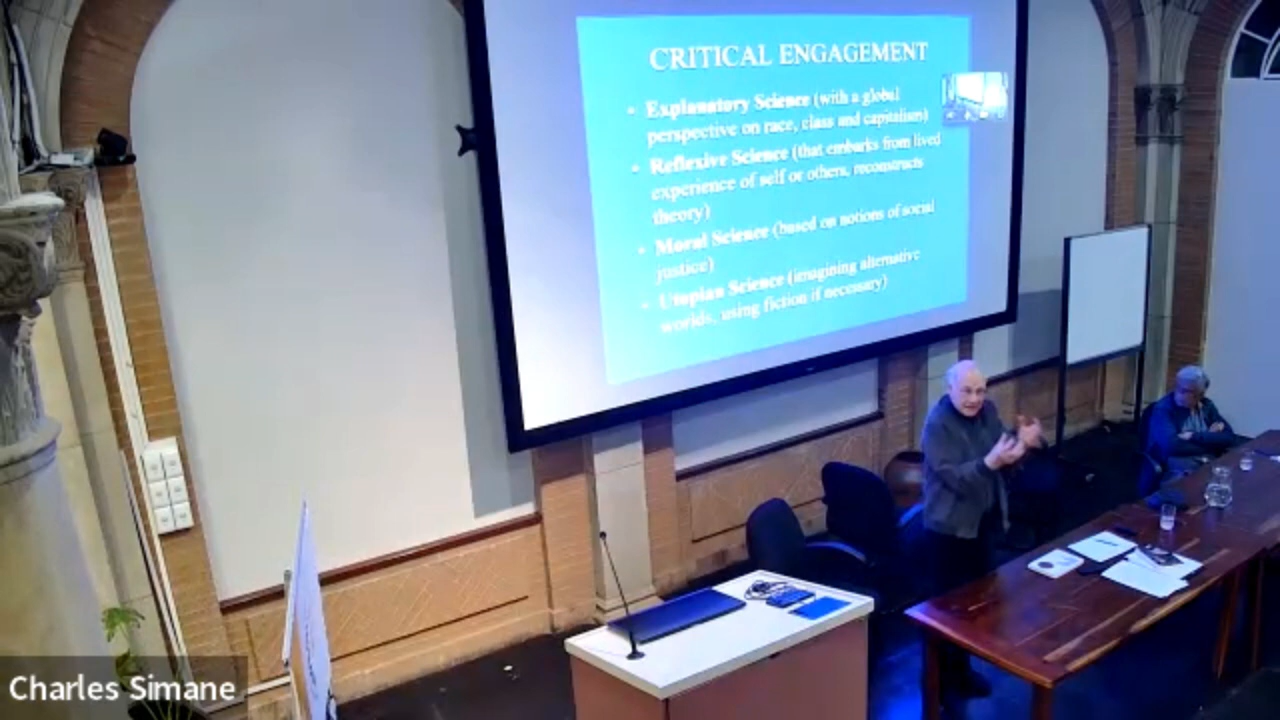 CRITICAL ENGAGEMENT
• Explanatory Science (with a global
perspective on race, class and capitalism)
• Reflexive Science (that embarks from lived
experience of self or others, reconstructs
theory)
• Moral Science (based on notions of social
justice)
• Utopian Science (imagining alternative
worlds, using fiction if necessary)
Charles Simane